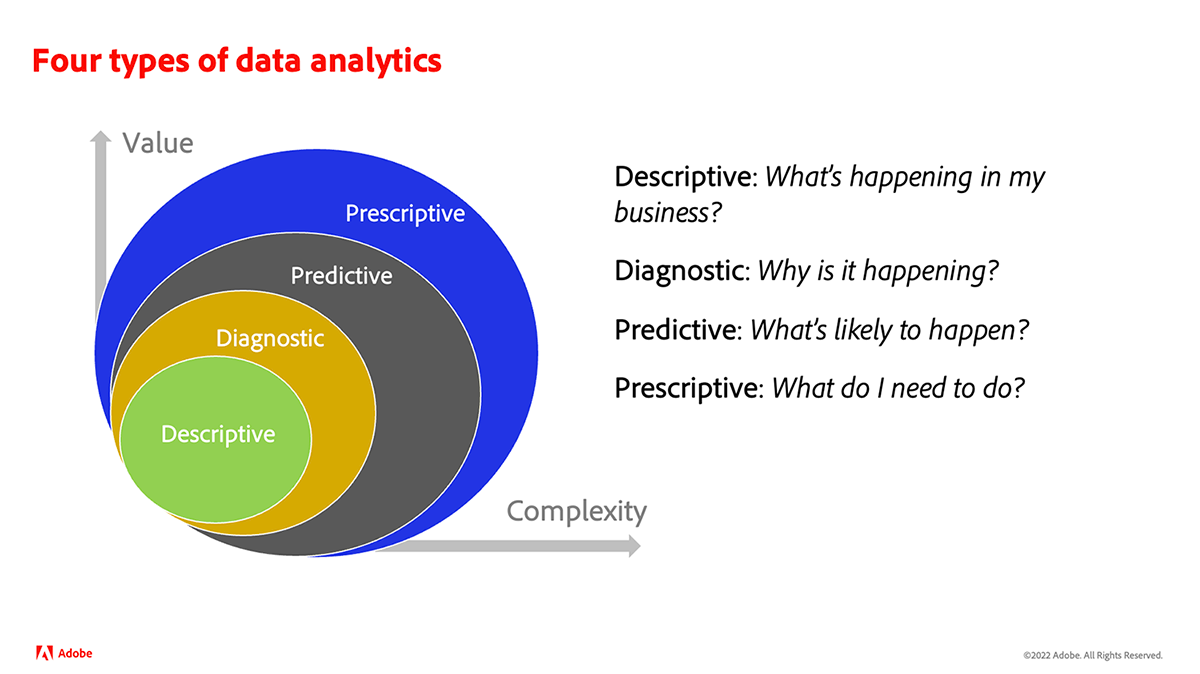 Four types of data analytics
Value
Prescriptive
Predictive
Diagnostic
Descriptive
Complexity
Descriptive: What's happening in my
business?
Diagnostic: Why is it happening?
Predictive: What's likely to happen?
Prescriptive: What do I need to do?
Adobe
©2022 Adobe. All Rights Reserved.